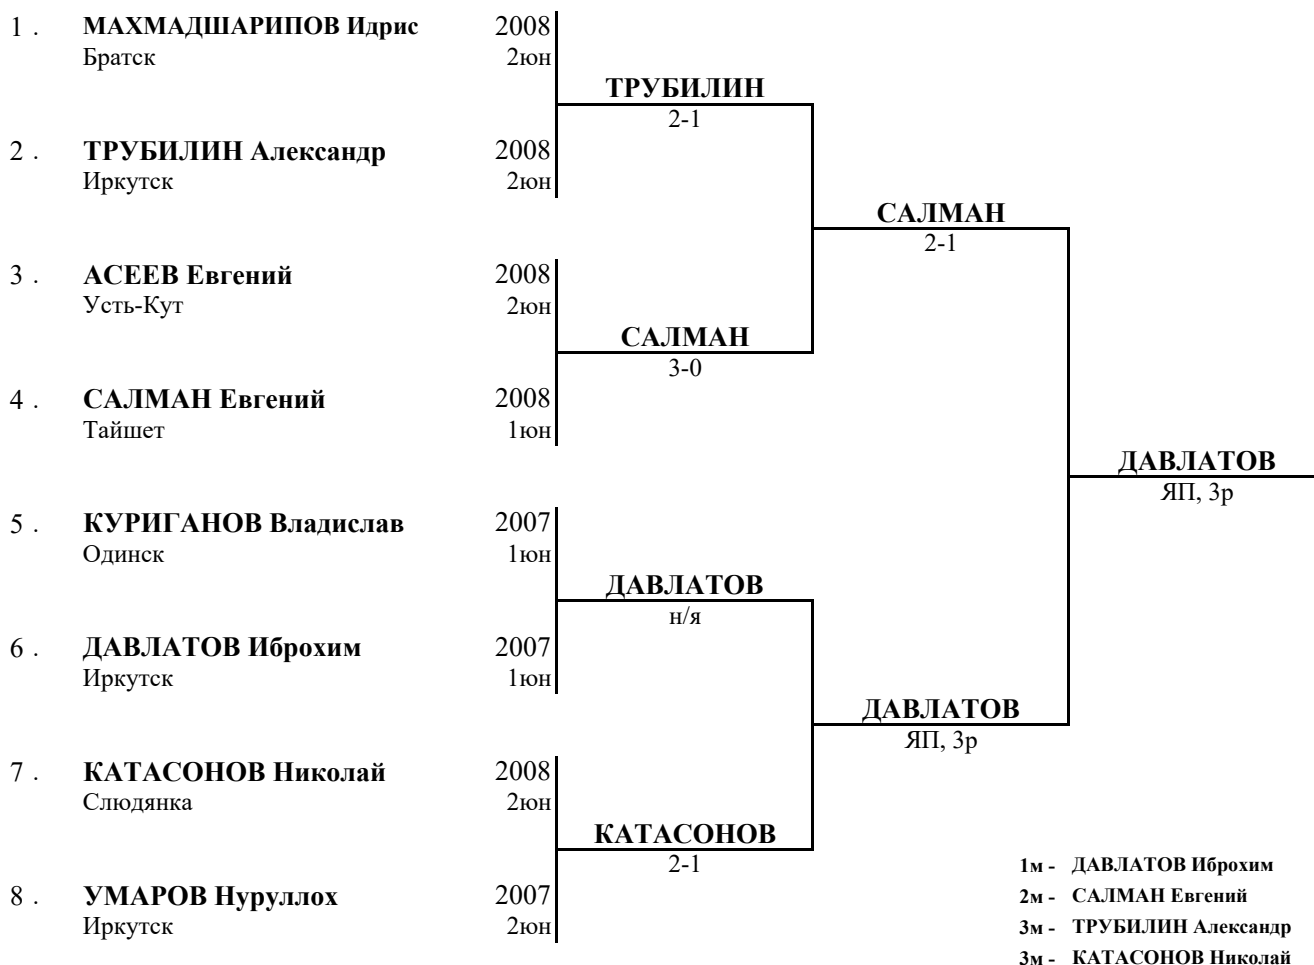 1 . МАХМАДШАРИПОВ Идрис 2008
Братск 2юн
ТРУБИЛИН
2-1
2 . ТРУБИЛИН Александр 2008
Иркутск 2юн
САЛМАН
2-1
3 . АСЕЕВ Евгений 2008
Усть-Кут 2юн
САЛМАН
3-0
4 . САЛМАН Евгений 2008
Тайшет 1юн
ДАВЛАТОВ
ЯП, 3р
5 . КУРИГАНОВ Владислав 2007
Одинск 1юн
ДАВЛАТОВ
н/я
6 . ДАВЛАТОВ Иброхим 2007
Иркутск 1юн
ДАВЛАТОВ
ЯП, 3р
7 . КАТАСОНОВ Николай 2008
Слюдянка 2юн
КАТАСОНОВ
2-1
8 . УМАРОВ Нуруллох 2007
Иркутск 2юн
1м - ДАВЛАТОВ Иброхим
2м - САЛМАН Евгений
3м - ТРУБИЛИН Александр
3м - КАТАСОНОВ Николай